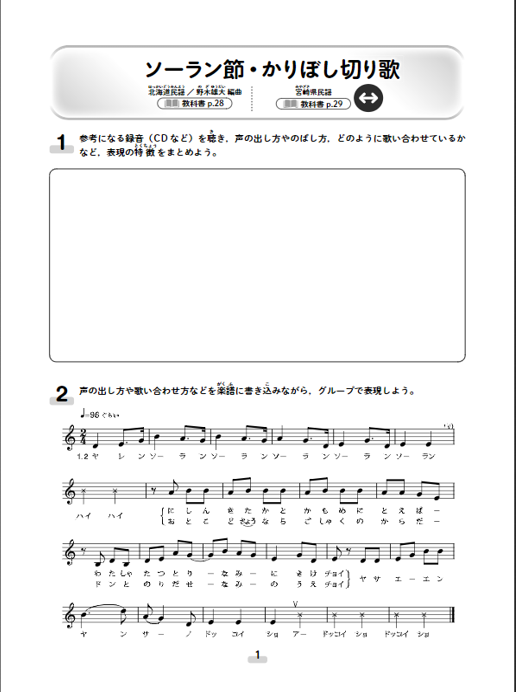 ソーラン節・かりぼし切り歌
北海道民謡 / 野木雄大 編曲
宮崎県民謡
教科書 p.28
教科書 p.29
1 参考になる録音(CDなど)を聴き,声の出し方やのばし方,どのように歌い合わせているか
など,表現の特徴をまとめよう。
2 声の出し方や歌い合わせ方などを楽譜に書き込みながら,グループで表現しよう。
♩=96 ぐらい
1.2 ヤ レ ン ソー ラ ン ソー ラ ン ソー ラ ン ソー ラ ン ソー ラ ン
ハイ ハイ
に し ん き た か と か も め に と え ば ー
お と こ ど きょう な ら ご しゃ く の か ら だ ー
わ た しゃ た つ と り ー な み ー に き け チョイ
ド ン と の り だ せ ー な み ー の う え チョイ
ヤ サ エ ー エ ン
ヤ ン サ ー ノ ドッ コイ ショ ア ー ドッコイ ショ ドッコイ ショ
1